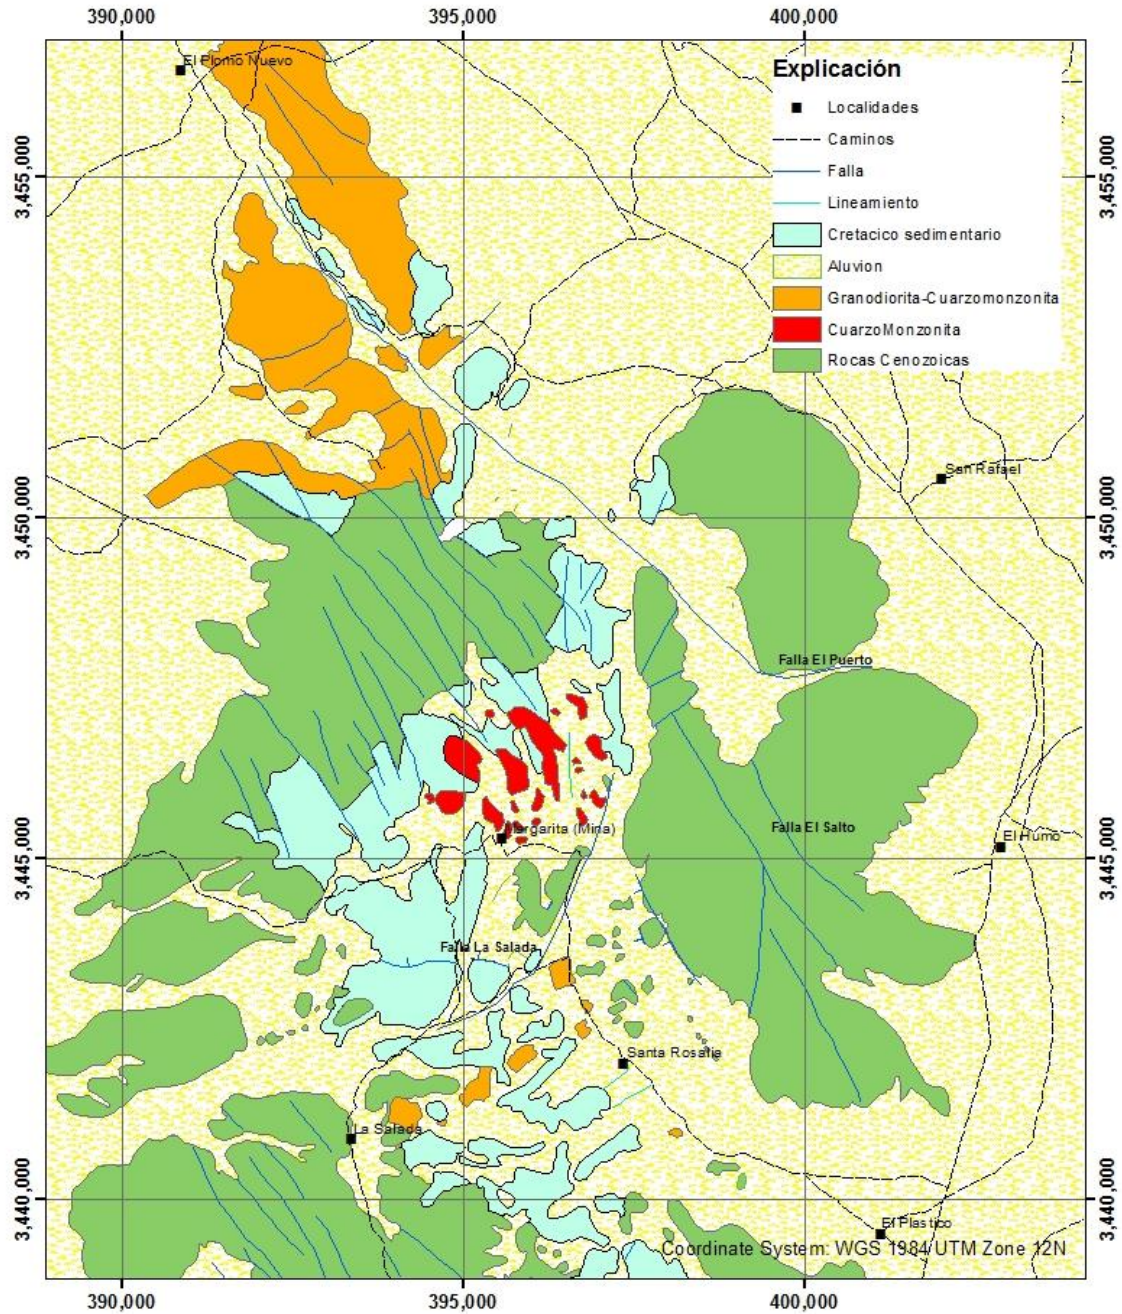 390,000
395,000
400,000
El Plomo Nuevo
Explicación
Localidades
Caminos
Falla
Lineamiento
Cretacico sedimentario
Aluvion
Granodiorita-Cuarzomonzonita
CuarzoMonzonita
Rocas Cenozoicas
3,455,000
3,455,000
San Rafael
3,450,000
3,450,000
Falla El Puerto
Margarita (Mina)
Falla El Salto
El Humo
3,445,000
3,445,000
Falla La Salada
Santa Rosalia
La Salada
3,440,000
3,440,000
El Plastico
Coordinate System: WGS 1984 UTM Zone 12N
390,000
395,000
400,000